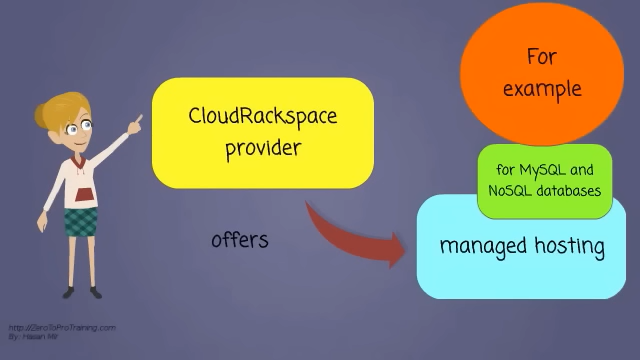 For
example
CloudRackspace
provider
for MySQL and
NoSQL databases
offers
managed hosting
http://ZeroToProTraining.com
By: Hasan Mir